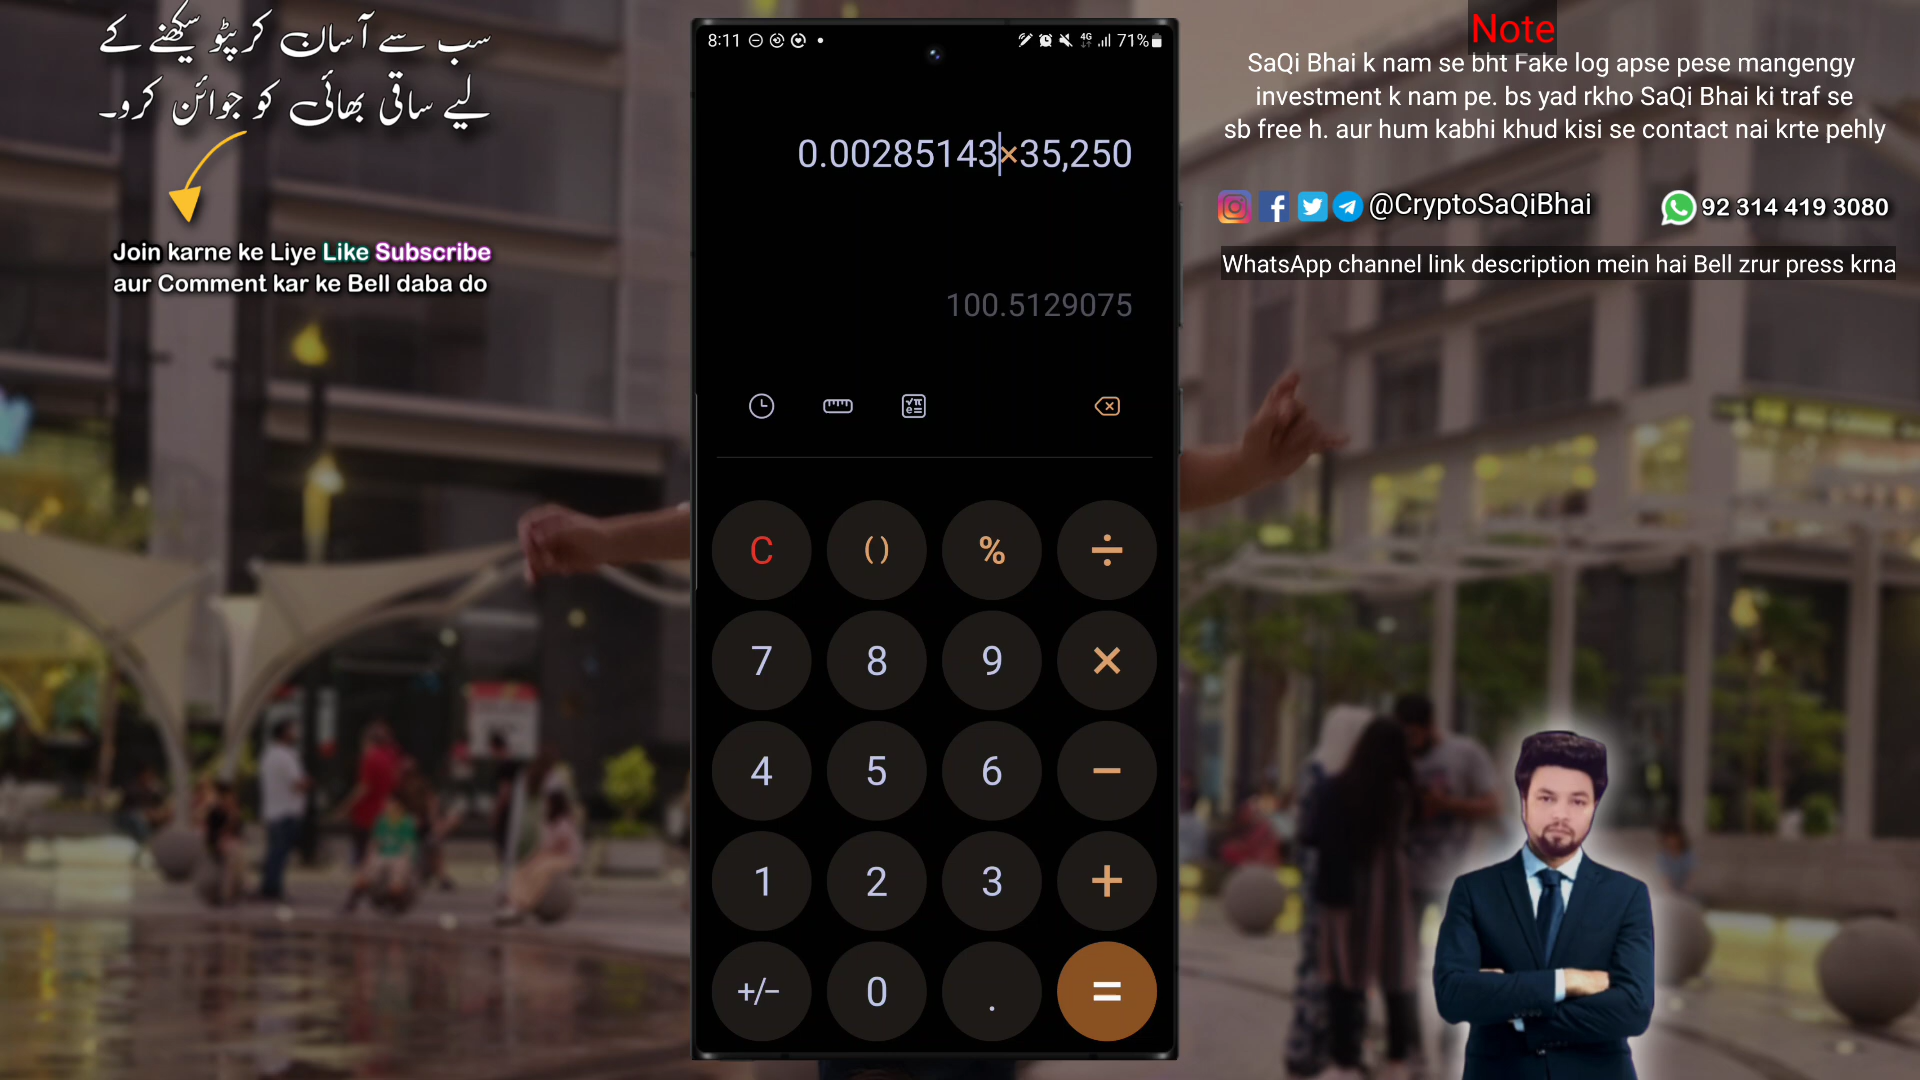 سب سے آسان کرپٹو سیکھنے کے
لیے ساقی بھائی کو جوائن کرو۔
Join karne ke Liye Like Subscribe
aur Comment kar ke Bell daba do
8:11
4G
71%
0.00285143×35,250
100.5129075
√π
e=
C
( )
%
÷
7
8
9
×
4
5
6
−
1
2
3
+
+/−
0
.
=
Note
SaQi Bhai k nam se bht Fake log apse pese mangengy
investment k nam pe. bs yad rkho SaQi Bhai ki traf se
sb free h. aur hum kabhi khud kisi se contact nai krte pehly
@CryptoSaQiBhai
92 314 419 3080
WhatsApp channel link description mein hai Bell zrur press krna